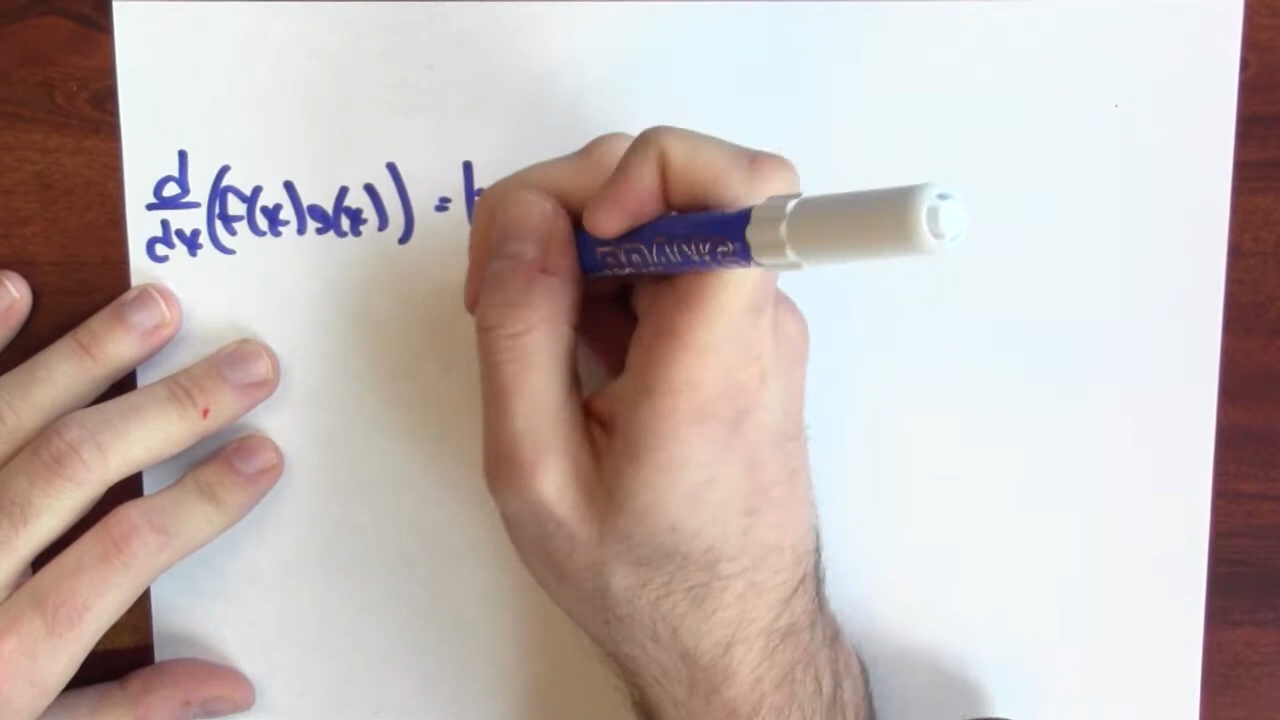 d/dx (f(x)g(x)) =